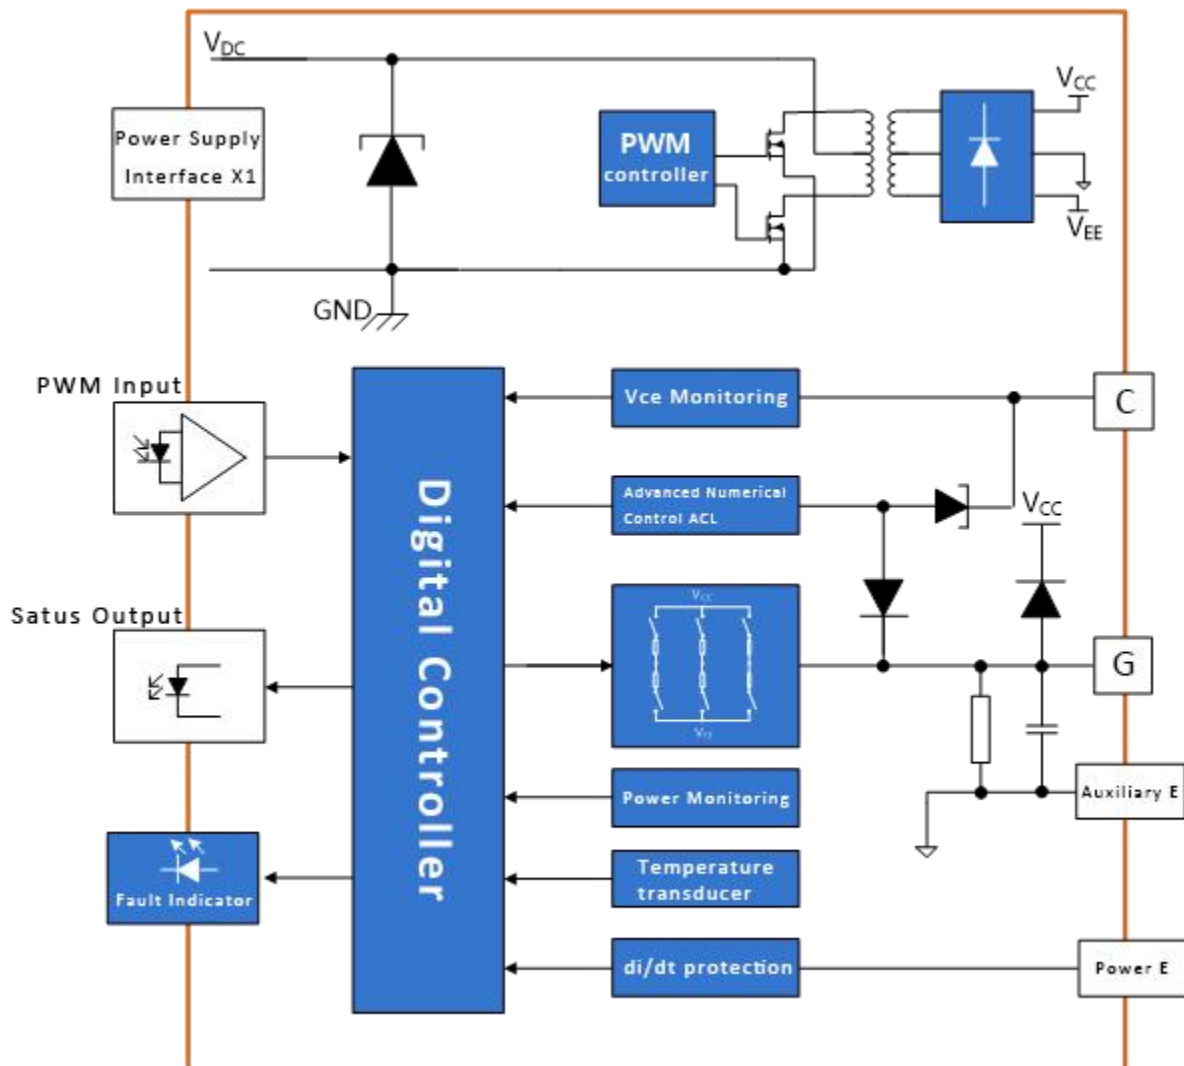 VDC
Power Supply
Interface X1
PWM
controller
VCC
VEE
GND
PWM Input
Digital Controller
Vce Monitoring
C
Advanced Numerical
Control ACL
VCC
Satus Output
VCC
G
Power Monitoring
Auxiliary E
Temperature
transducer
Fault Indicator
di/dt protection
Power E